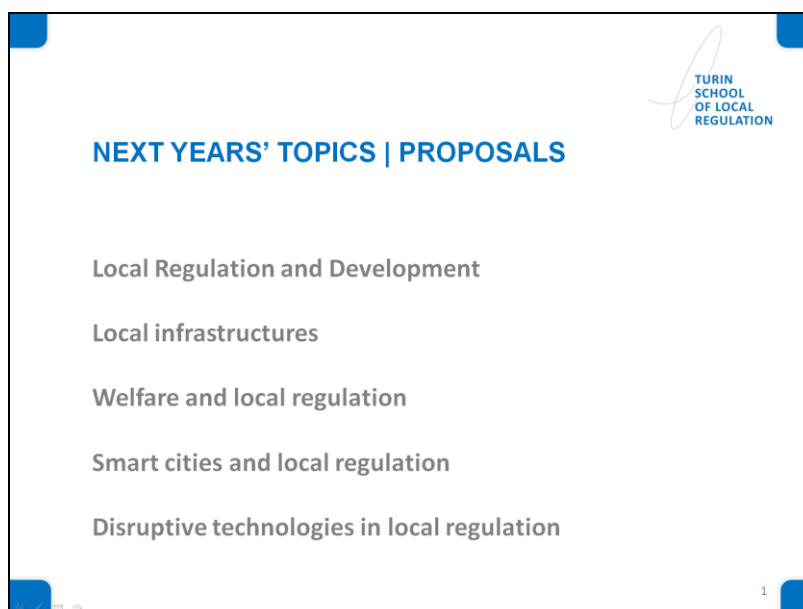 TURIN
SCHOOL
OF LOCAL
REGULATION
NEXT YEARS’ TOPICS | PROPOSALS
Local Regulation and Development
Local infrastructures
Welfare and local regulation
Smart cities and local regulation
Disruptive technologies in local regulation
1